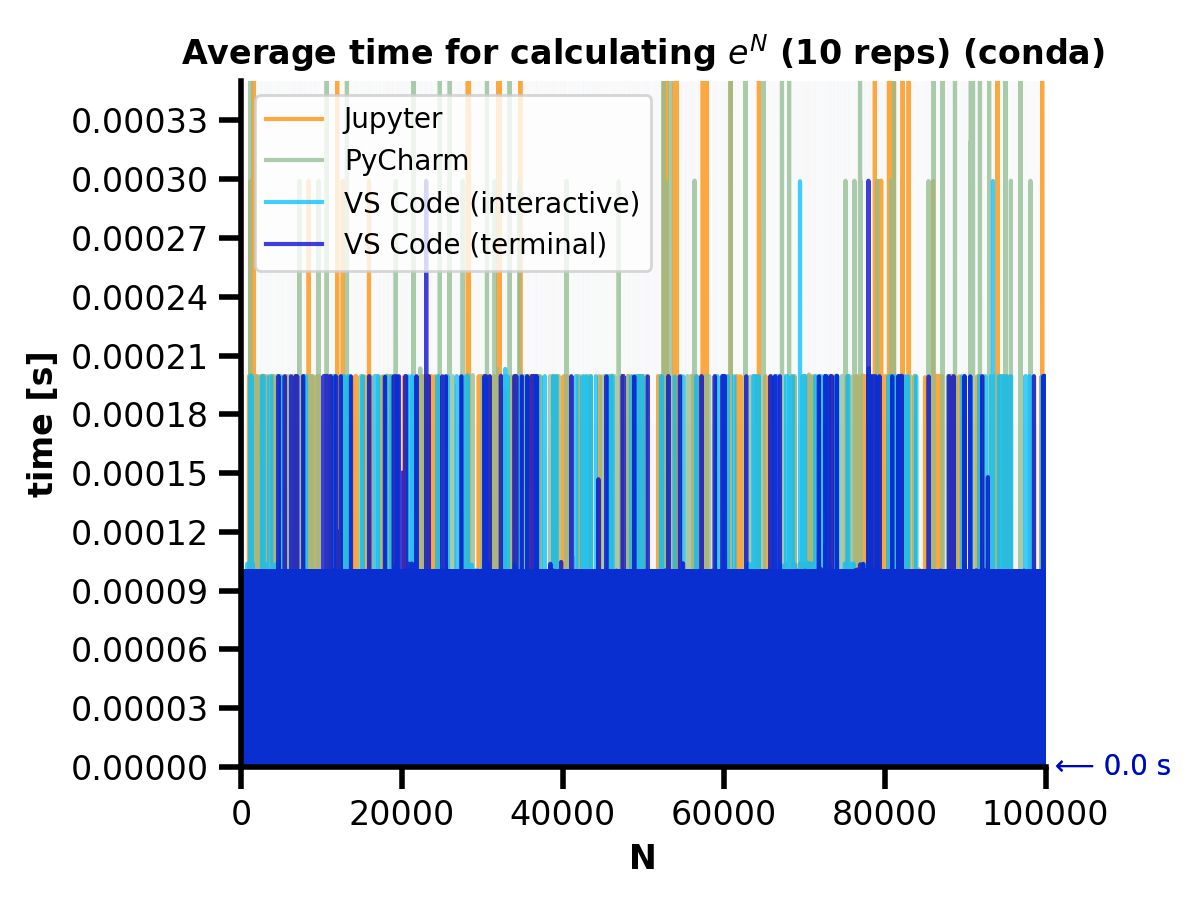 Average time for calculating e^N (10 reps) (conda)
0.00033
0.00030
0.00027
0.00024
0.00021
0.00018
0.00015
0.00012
0.00009
0.00006
0.00003
0.00000
time [s]
Jupyter
PyCharm
VS Code (interactive)
VS Code (terminal)
← 0.0 s
0 20000 40000 60000 80000 100000
N